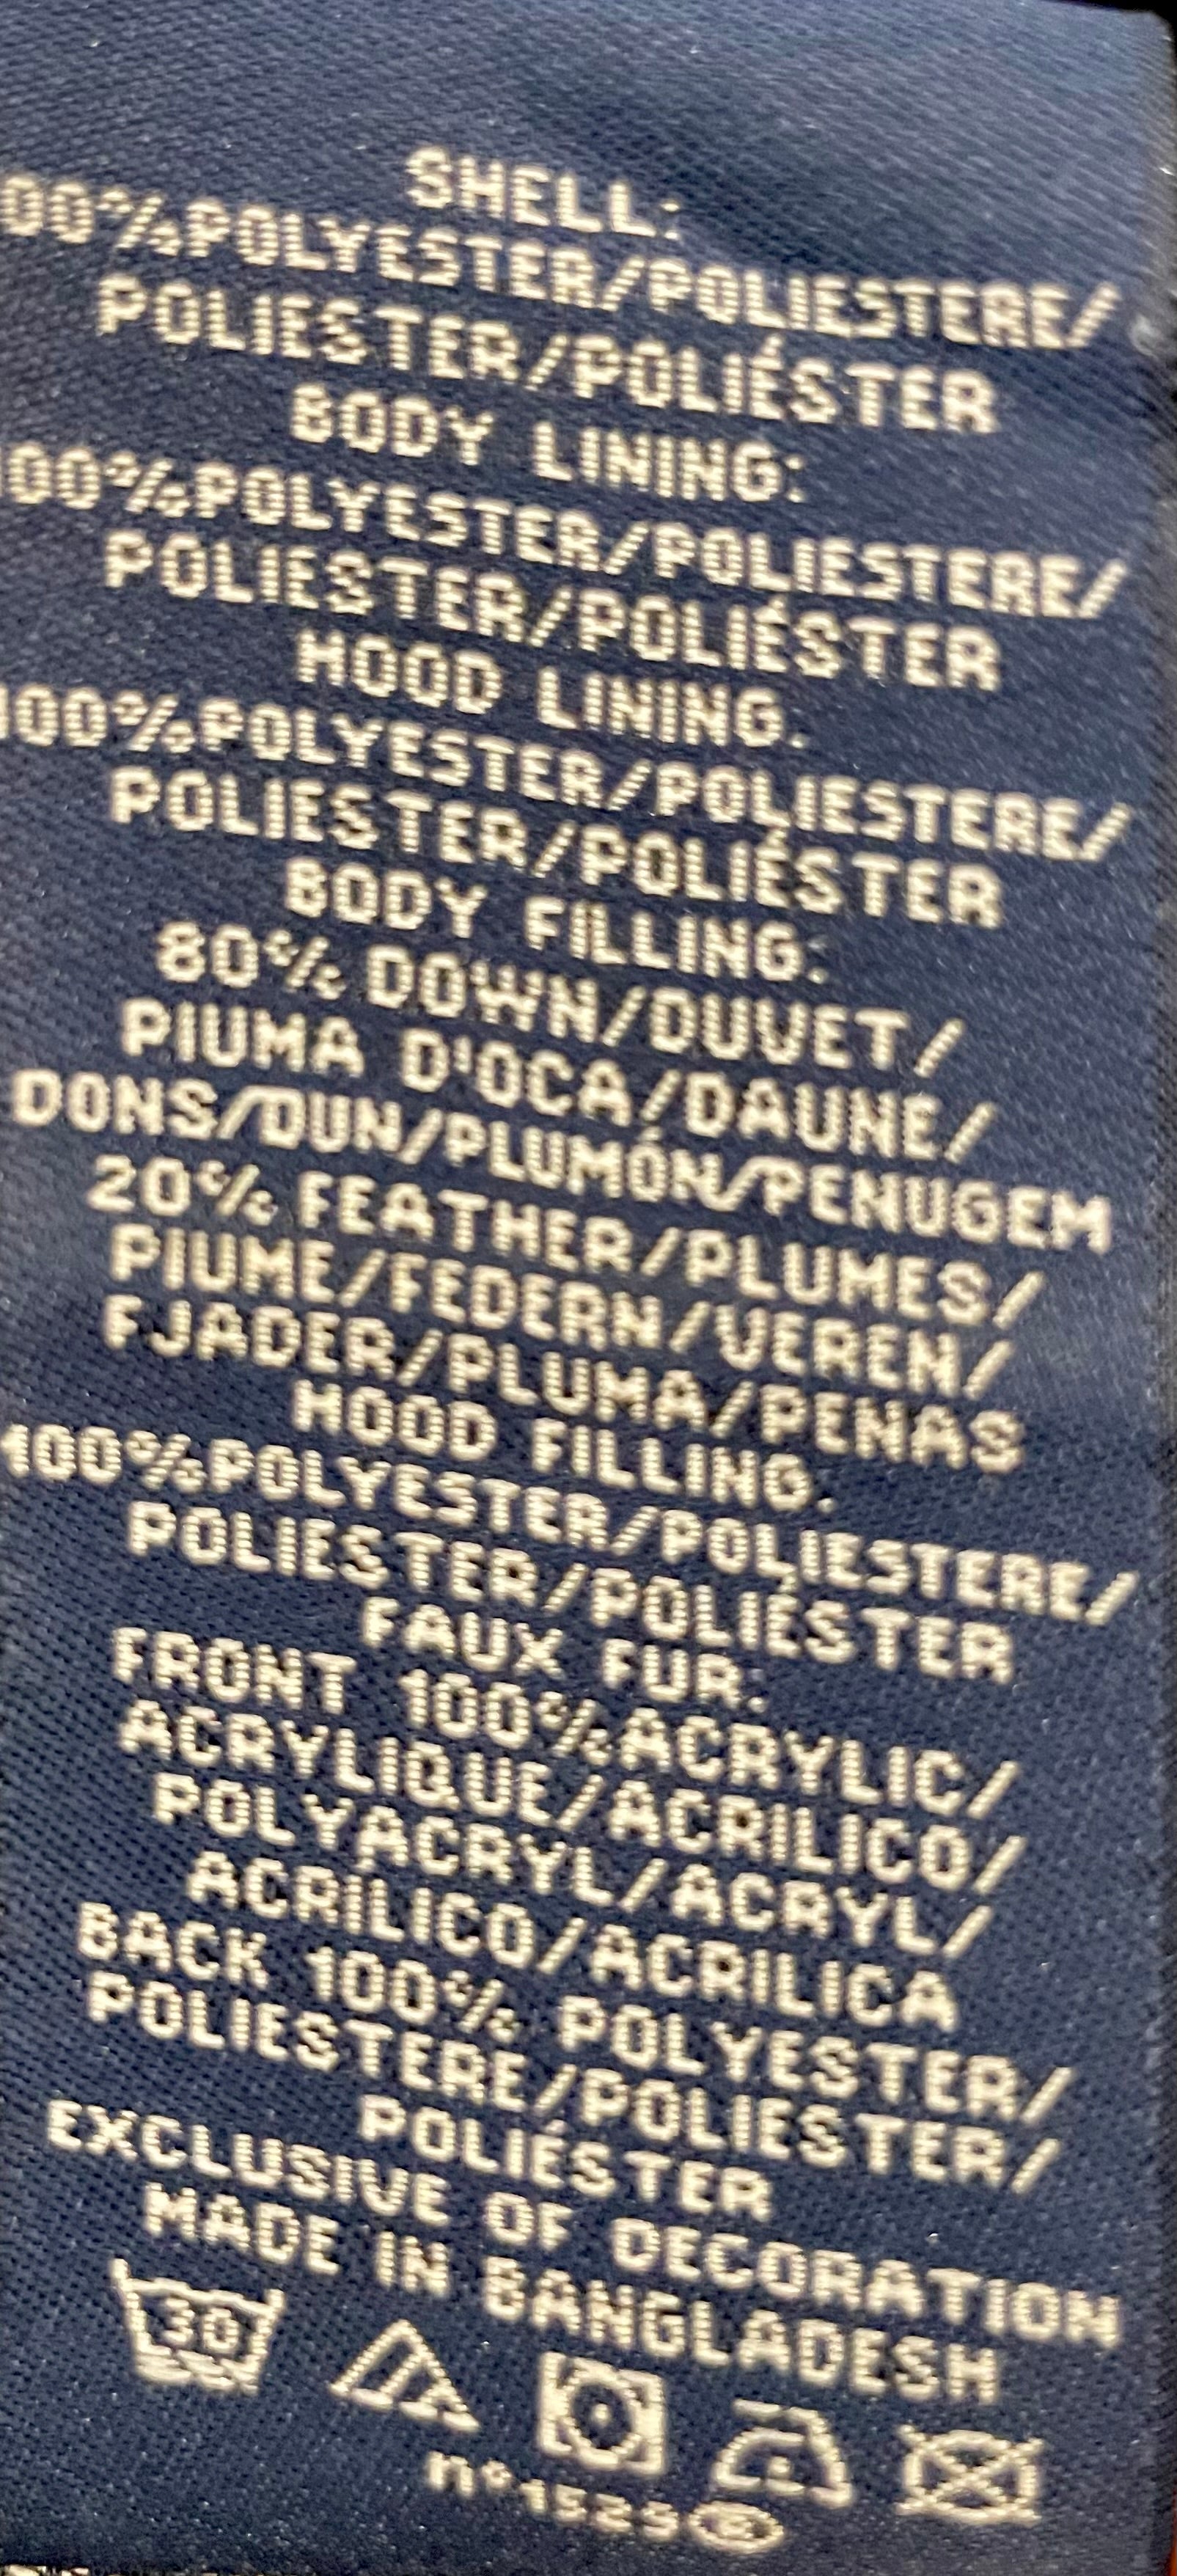 SHELL:
00%POLYESTER/POLIESTERE/
POLIESTER/POLIÉSTER
BODY LINING:
100%POLYESTER/POLIESTERE/
POLIESTER/POLIÉSTER
HOOD LINING:
100%POLYESTER/POLIESTERE/
POLIESTER/POLIÉSTER
BODY FILLING:
80% DOWN/DUVET/
PIUMA D'OCA/DAUNE/
DONS/DUN/PLUMÓN/PENUGEM
20% FEATHER/PLUMES/
PIUME/FEDERN/VEREN/
FJADER/PLUMA/PENAS
HOOD FILLING:
100%POLYESTER/POLIESTERE/
POLIESTER/POLIÉSTER
FAUX FUR:
FRONT 100%ACRYLIC/
ACRYLIQUE/ACRILICO/
POLYACRYL/ACRYL/
ACRÍLICO/ACRILICA
BACK 100% POLYESTER/
POLIESTERE/POLIESTER/
POLIÉSTER
EXCLUSIVE OF DECORATION
MADE IN BANGLADESH
30
n°1529